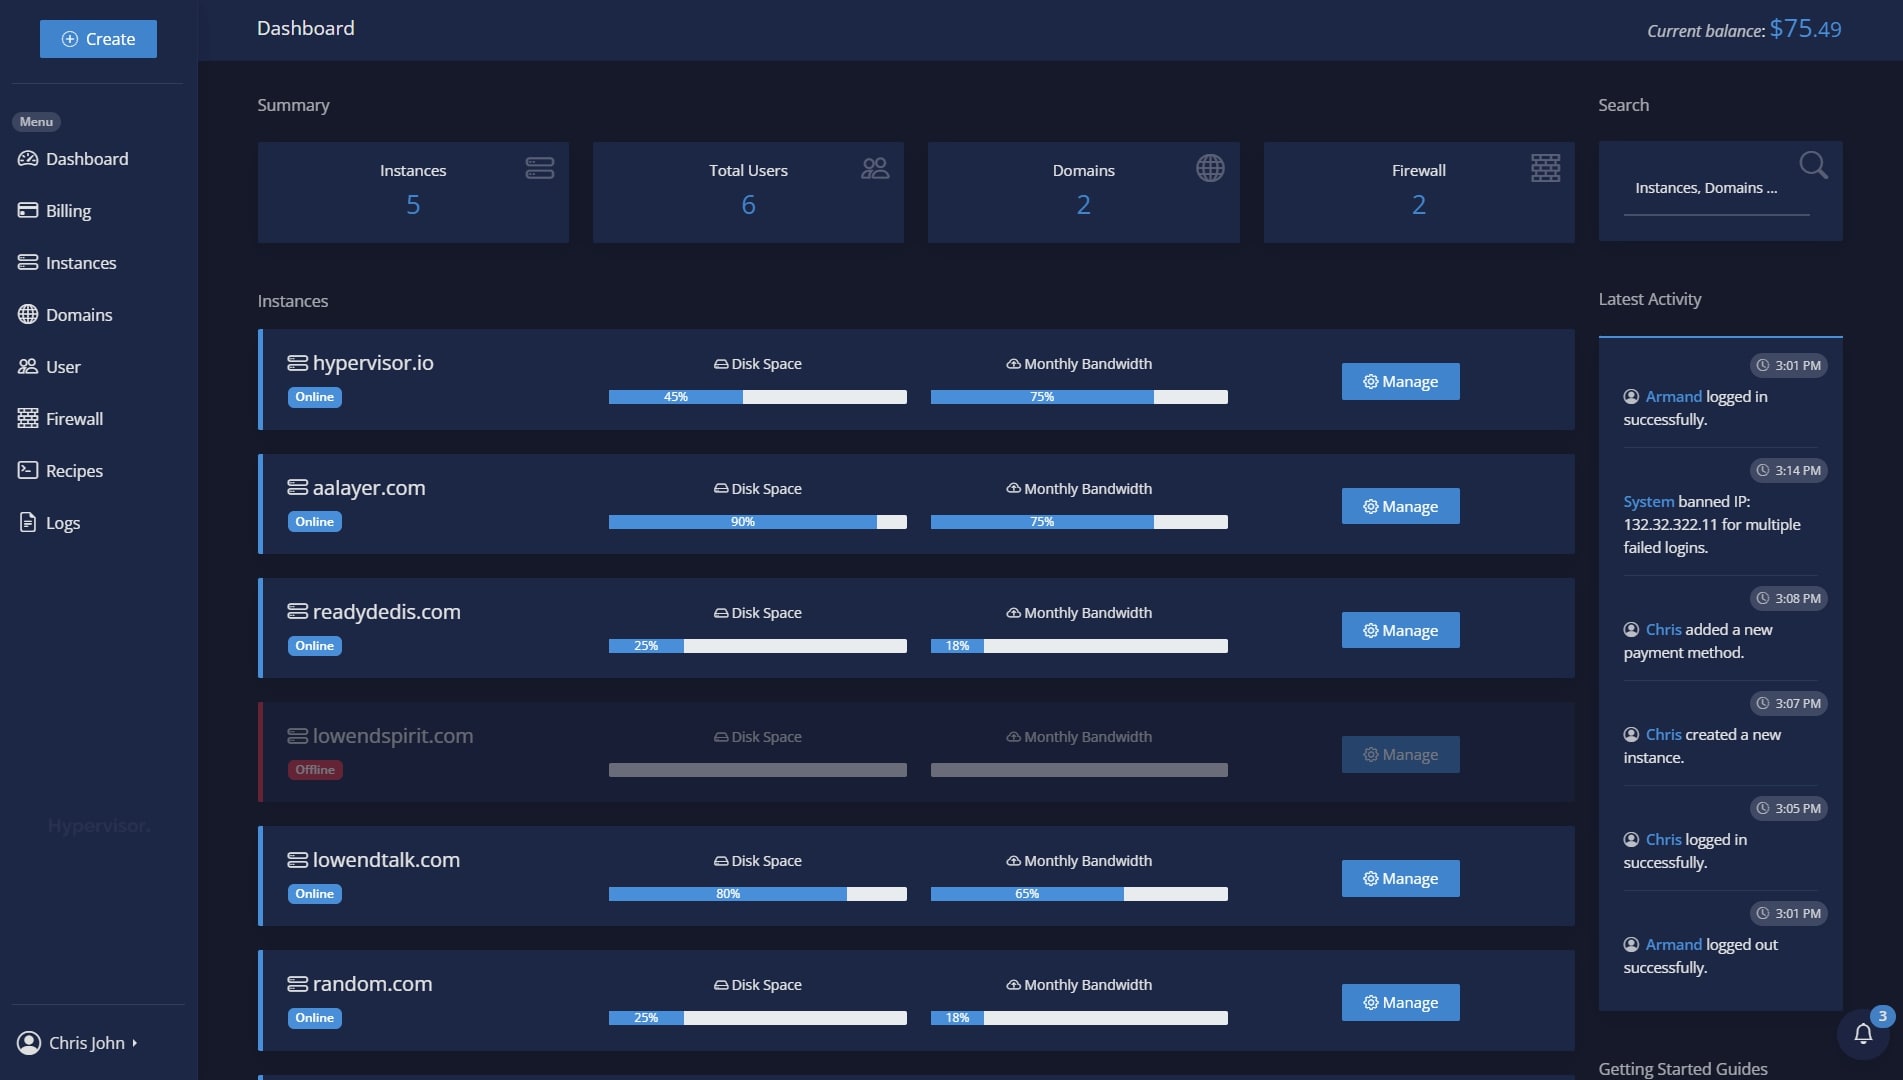 Create
Menu
Dashboard
Billing
Instances
Domains
User
Firewall
Recipes
Logs
Hypervisor.
Chris John
Dashboard
Current balance: $75.49
Summary
Instances
5
Total Users
6
Domains
2
Firewall
2
Instances
hypervisor.io
Online
Disk Space
45%
Monthly Bandwidth
75%
Manage
aalayer.com
Online
Disk Space
90%
Monthly Bandwidth
75%
Manage
readydedis.com
Online
Disk Space
25%
Monthly Bandwidth
18%
Manage
lowendspirit.com
Offline
Disk Space
Monthly Bandwidth
Manage
lowendtalk.com
Online
Disk Space
80%
Monthly Bandwidth
65%
Manage
random.com
Online
Disk Space
25%
Monthly Bandwidth
18%
Manage
Search
Instances, Domains ...
Latest Activity
3:01 PM
Armand logged in
successfully.
3:14 PM
System banned IP:
132.32.322.11 for multiple
failed logins.
3:08 PM
Chris added a new
payment method.
3:07 PM
Chris created a new
instance.
3:05 PM
Chris logged in
successfully.
3:01 PM
Armand logged out
successfully.
3
Getting Started Guides